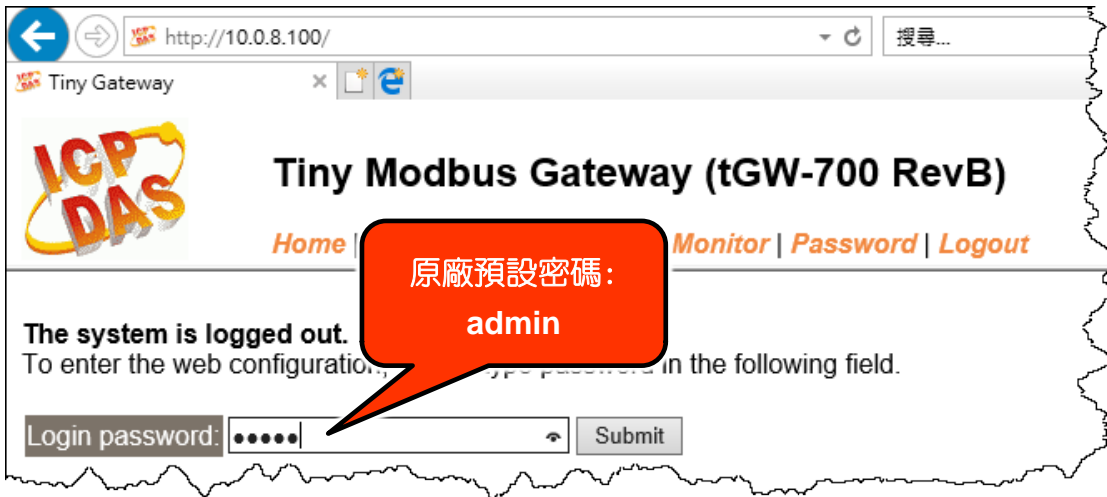 http://10.0.8.100/
搜尋...
Tiny Gateway
ICP DAS
Tiny Modbus Gateway (tGW-700 RevB)
Home | Monitor | Password | Logout
原廠預設密碼:
admin
The system is logged out.
To enter the web configuration, password in the following field.
Login password: •••••
Submit